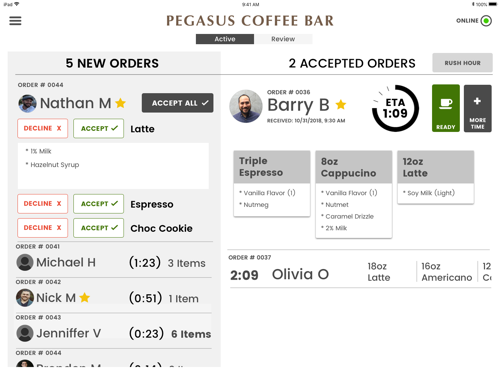 iPad
9:41 AM
100%
PEGASUS COFFEE BAR
ONLINE
Active
Review
5 NEW ORDERS
ORDER # 0044
Nathan M
ACCEPT ALL
DECLINE X
ACCEPT
Latte
* 1% Milk
* Hazelnut Syrup
DECLINE X
ACCEPT
Espresso
DECLINE X
ACCEPT
Choc Cookie
ORDER # 0041
Michael H
(1:23)
3 Items
ORDER # 0042
Nick M
(0:51)
1 Item
ORDER # 0043
Jenniffer V
(0:23)
6 Items
ORDER # 0044
2 ACCEPTED ORDERS
RUSH HOUR
ORDER # 0036
Barry B
RECEIVED: 10/31/2018, 9:30 AM
ETA
1:09
READY
+
MORE
TIME
Triple
Espresso
* Vanilla Flavor (1)
* Nutmeg
8oz
Cappucino
* Vanilla Flavor (1)
* Nutmet
* Caramel Drizzle
* 2% Milk
12oz
Latte
* Soy Milk (Light)
ORDER # 0037
2:09
Olivia O
18oz
Latte
16oz
Americano
12